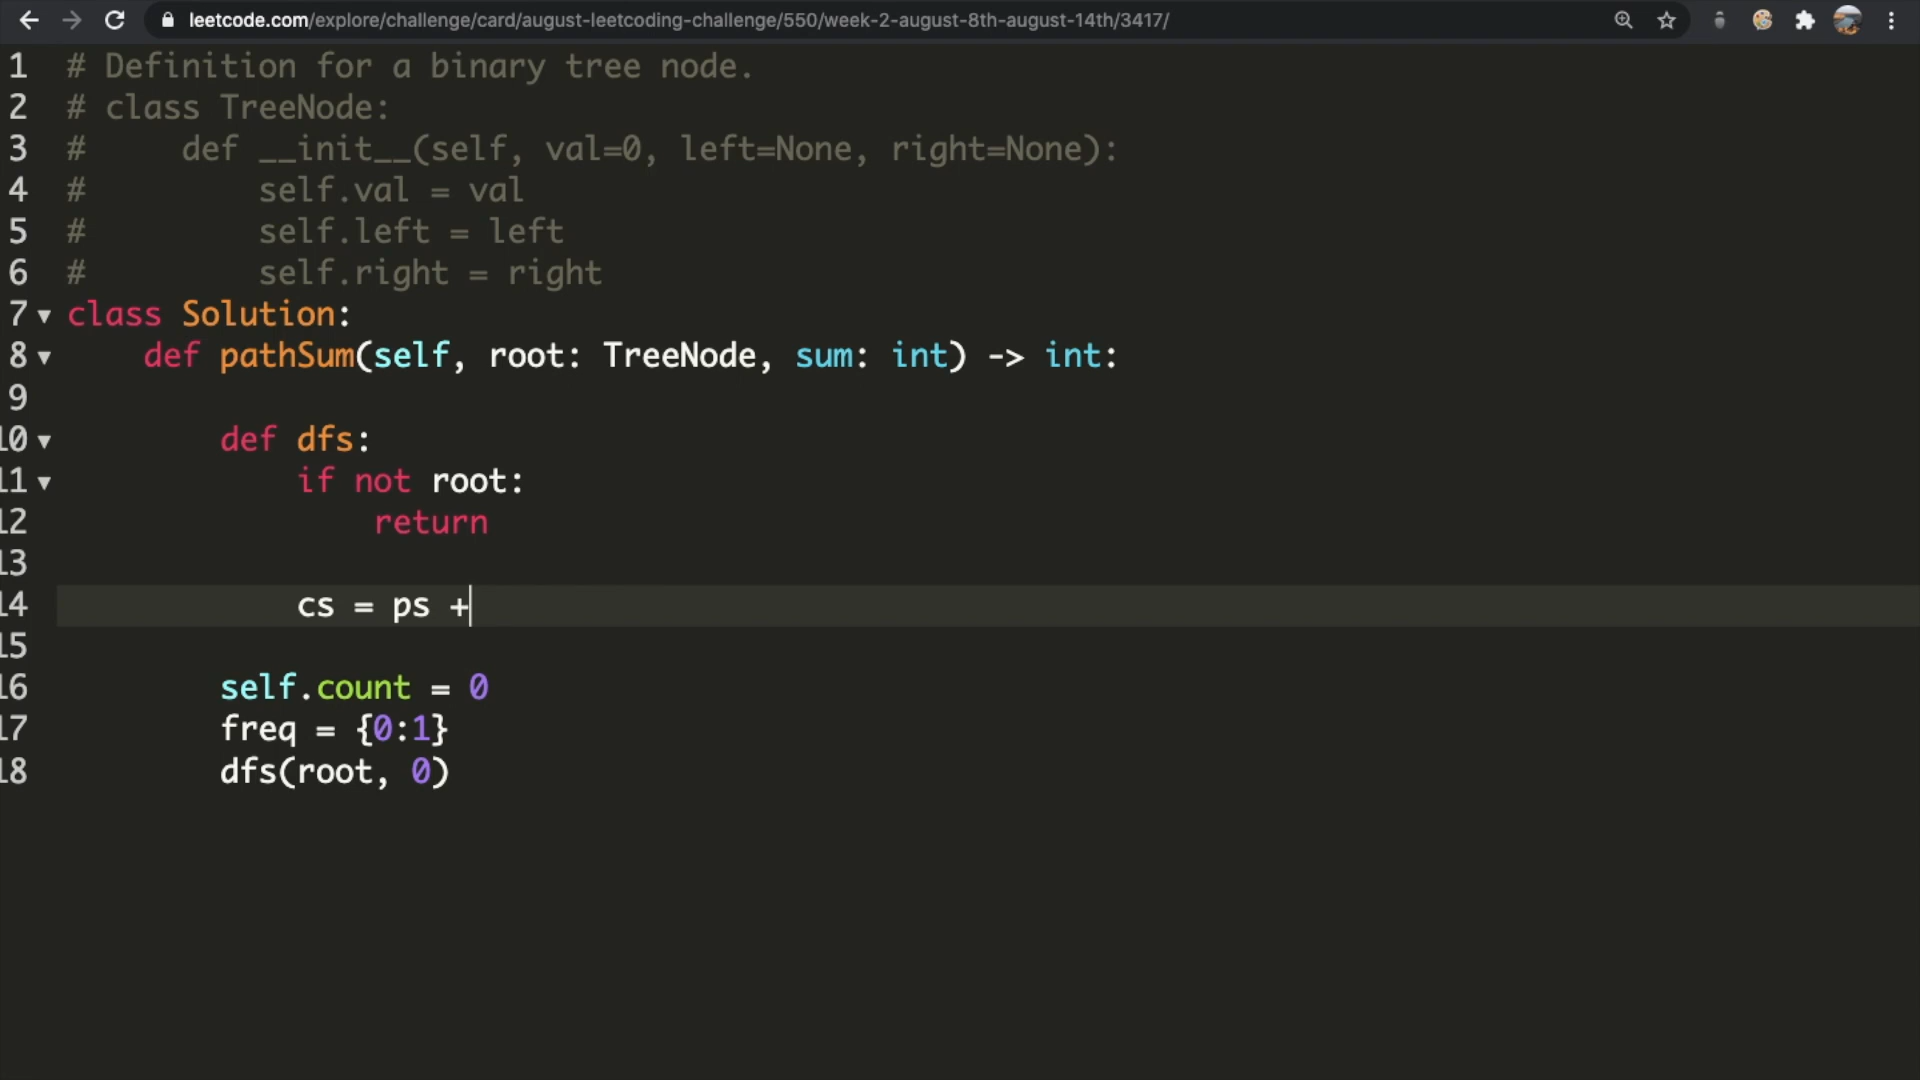 leetcode.com/explore/challenge/card/august-leetcoding-challenge/550/week-2-august-8th-august-14th/3417/
1 # Definition for a binary tree node.
2 # class TreeNode:
3 #     def __init__(self, val=0, left=None, right=None):
4 #         self.val = val
5 #         self.left = left
6 #         self.right = right
7 class Solution:
8     def pathSum(self, root: TreeNode, sum: int) -> int:
9
10         def dfs:
11             if not root:
12                 return
13
14             cs = ps +
15
16         self.count = 0
17         freq = {0:1}
18         dfs(root, 0)